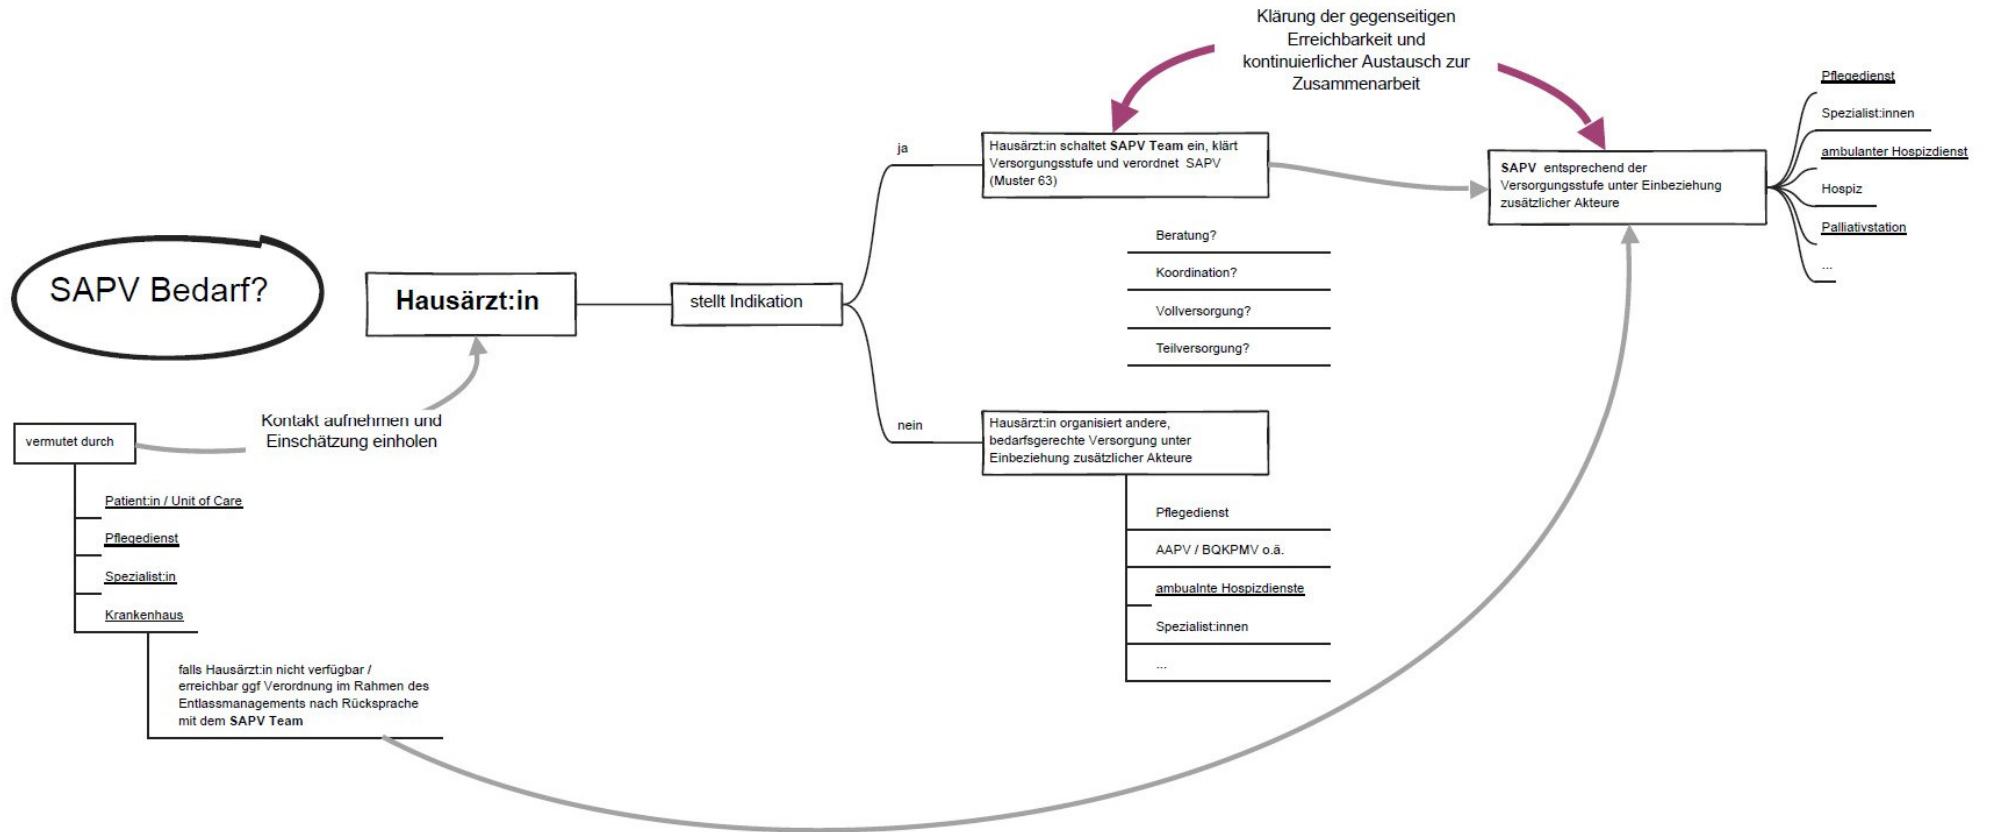 SAPV Bedarf?
vermutet durch
Kontakt aufnehmen und
Einschätzung einholen
Patient:in / Unit of Care
Pflegedienst
Spezialist:in
Krankenhaus
falls Hausärzt:in nicht verfügbar /
erreichbar ggf Verordnung im Rahmen des
Entlassmanagements nach Rücksprache
mit dem SAPV Team
Hausärzt:in
stellt Indikation
ja
Hausärzt:in schaltet SAPV Team ein, klärt
Versorgungsstufe und verordnet SAPV
(Muster 63)
Beratung?
Koordination?
Vollversorgung?
Teilversorgung?
nein
Hausärzt:in organisiert andere,
bedarfsgerechte Versorgung unter
Einbeziehung zusätzlicher Akteure
Pflegedienst
AAPV / BQKPMV o.ä.
ambualnte Hospizdienste
Spezialist:innen
...
Klärung der gegenseitigen
Erreichbarkeit und
kontinuierlicher Austausch zur
Zusammenarbeit
SAPV entsprechend der
Versorgungsstufe unter Einbeziehung
zusätzlicher Akteure
Pflegedienst
Spezialist:innen
ambulanter Hospizdienst
Hospiz
Palliativstation
...